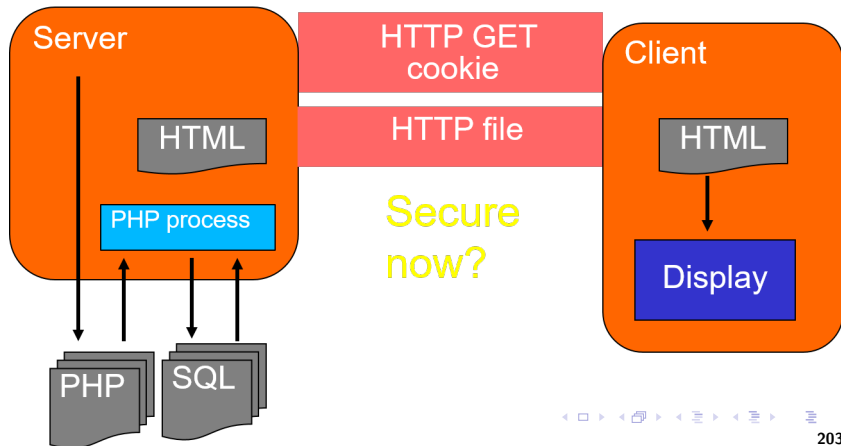 Server
HTTP GET
cookie
Client
HTTP file
HTML
HTML
PHP process
Secure
now?
Display
PHP
SQL
203